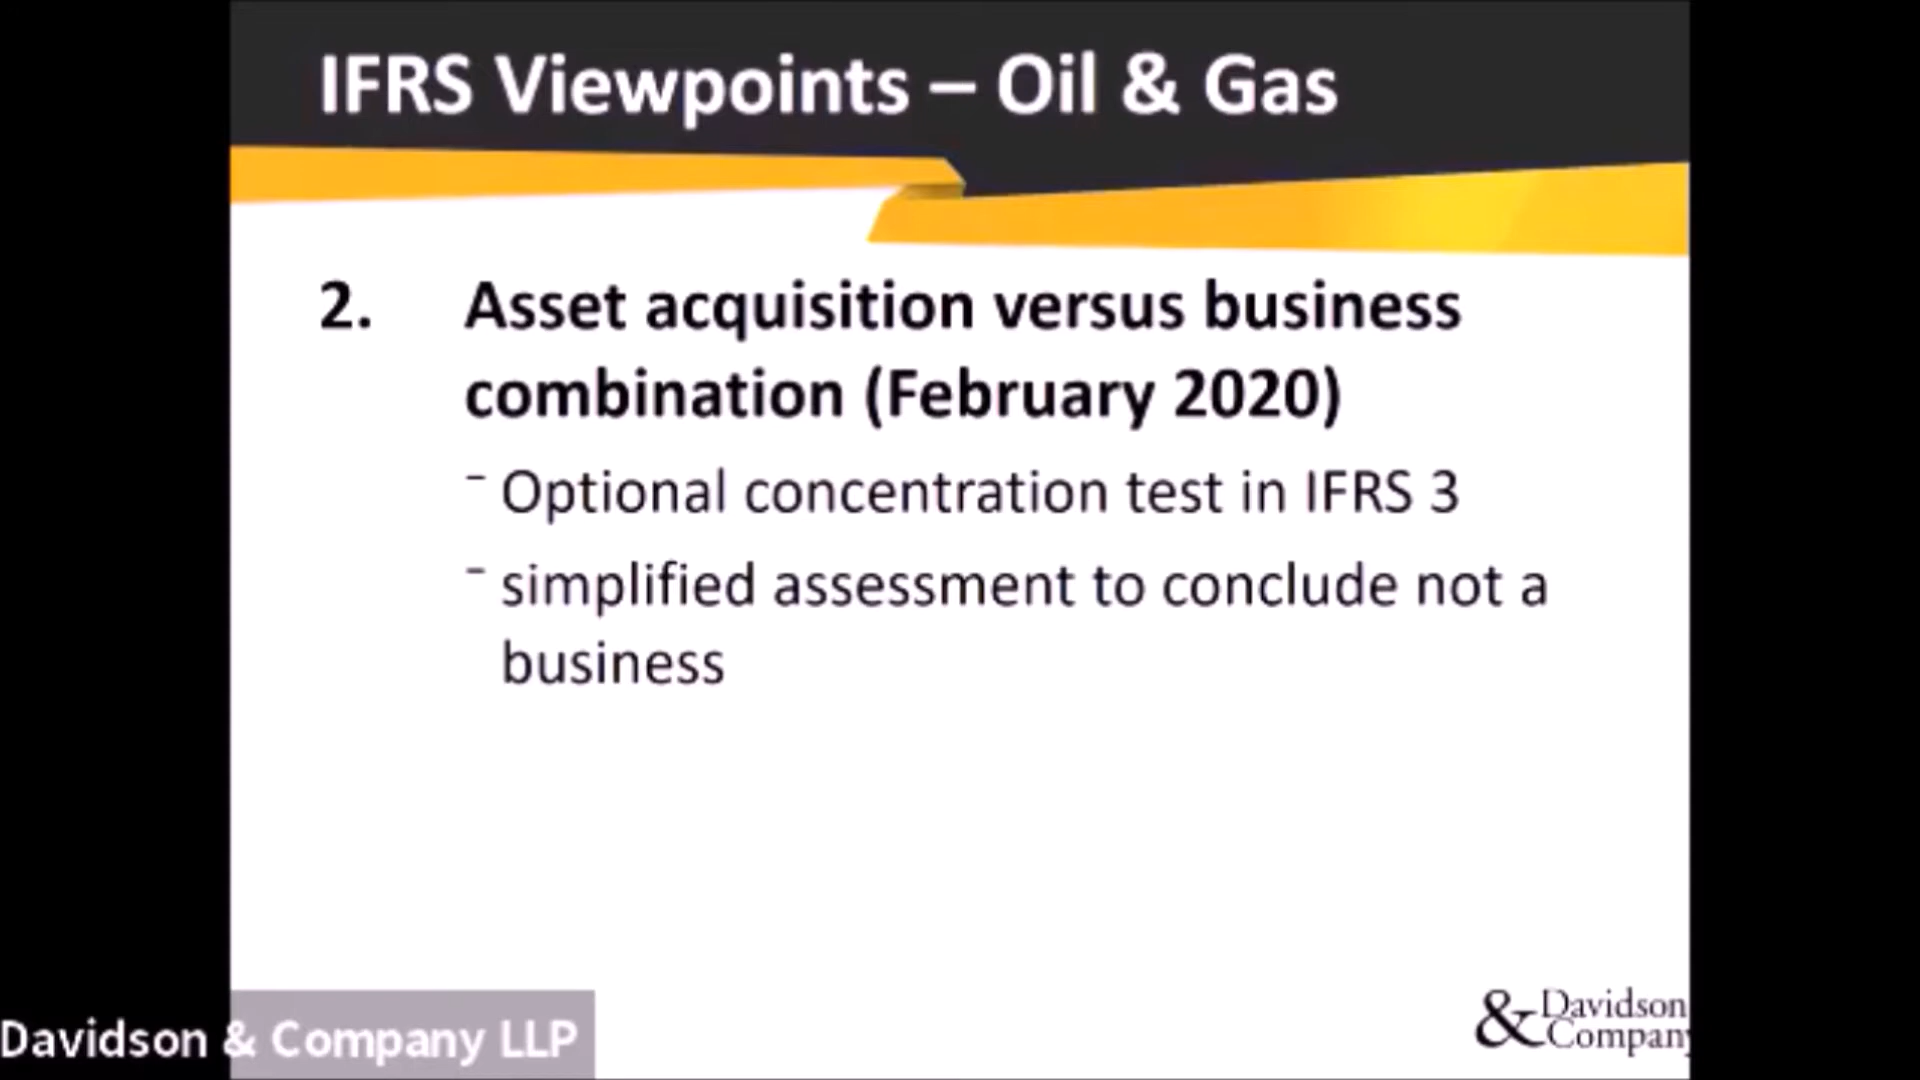 IFRS Viewpoints – Oil & Gas
2. Asset acquisition versus business
combination (February 2020)
- Optional concentration test in IFRS 3
- simplified assessment to conclude not a
business
Davidson & Company LLP
& Davidson
Company